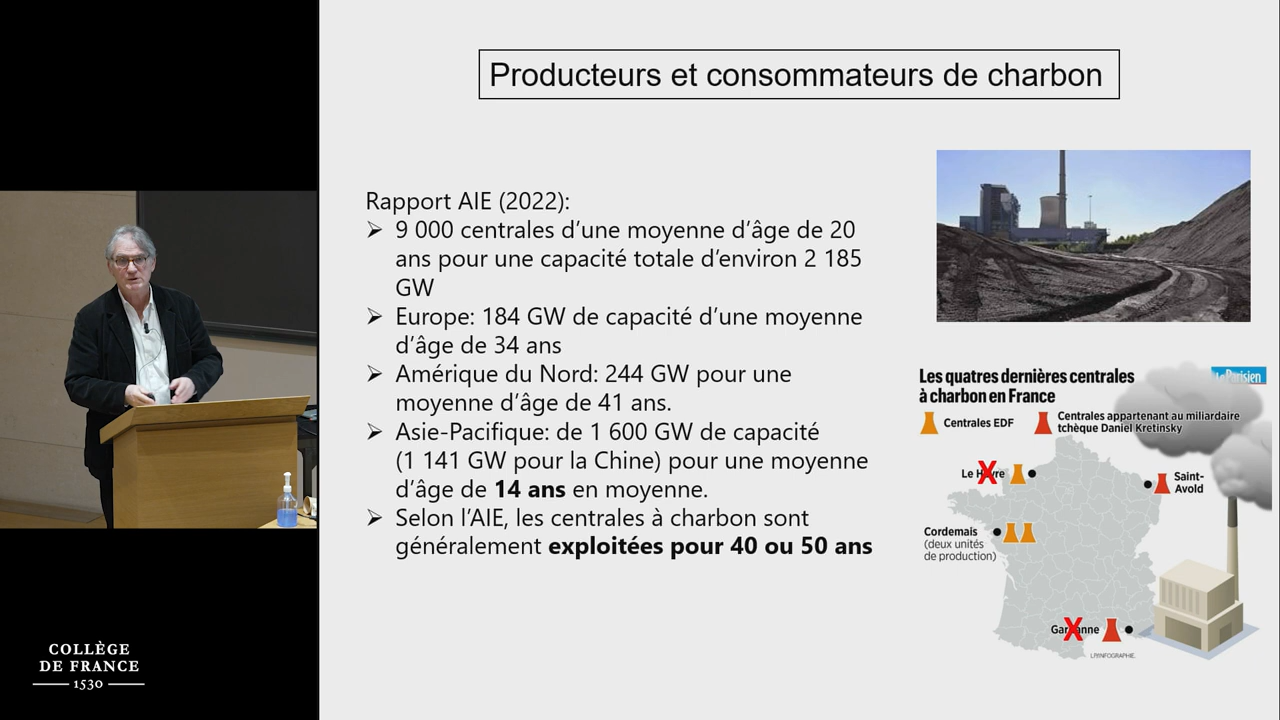 Producteurs et consommateurs de charbon
Rapport AIE (2022):
➢ 9 000 centrales d’une moyenne d’âge de 20
ans pour une capacité totale d’environ 2 185
GW
➢ Europe: 184 GW de capacité d’une moyenne
d’âge de 34 ans
➢ Amérique du Nord: 244 GW pour une
moyenne d’âge de 41 ans.
➢ Asie-Pacifique: de 1 600 GW de capacité
(1 141 GW pour la Chine) pour une moyenne
d’âge de 14 ans en moyenne.
➢ Selon l’AIE, les centrales à charbon sont
généralement exploitées pour 40 ou 50 ans
Les quatres dernières centrales
à charbon en France
Parisien
Centrales EDF
Centrales appartenant au miliardaire
tchèque Daniel Kretinsky
Le
Saint-
Avold
Cordemais
(deux unités
de production)
COLLÈGE
DE FRANCE
1530